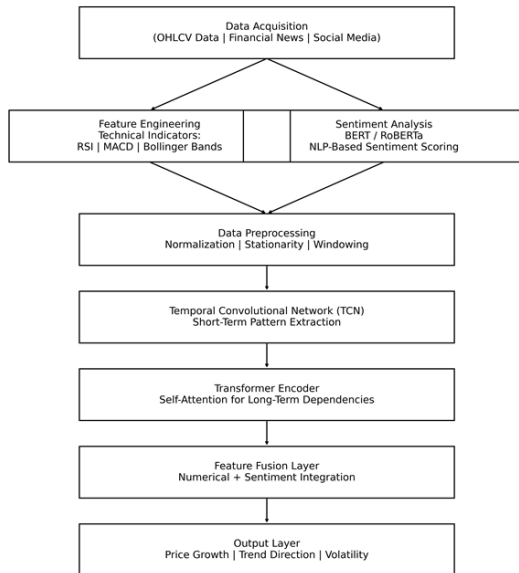 Data Acquisition
(OHLCV Data | Financial News | Social Media)
Feature Engineering
Technical Indicators:
RSI | MACD | Bollinger Bands
Sentiment Analysis
BERT / RoBERTa
NLP-Based Sentiment Scoring
Data Preprocessing
Normalization | Stationarity | Windowing
Temporal Convolutional Network (TCN)
Short-Term Pattern Extraction
Transformer Encoder
Self-Attention for Long-Term Dependencies
Feature Fusion Layer
Numerical + Sentiment Integration
Output Layer
Price Growth | Trend Direction | Volatility